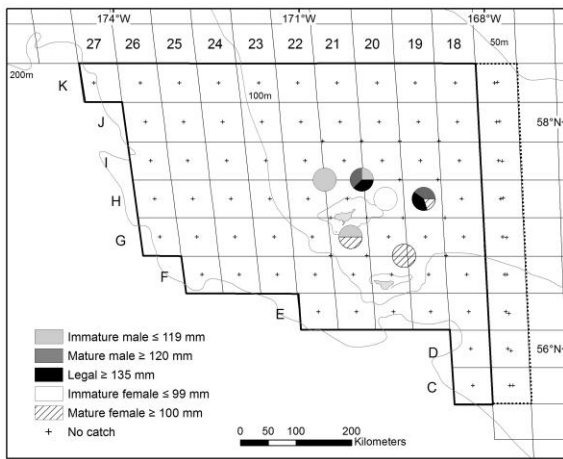 174°W 171°W 168°W
27 26 25 24 23 22 21 20 19 18 50m
200m
K
100m
J 58°N
I
H
G
F
E
D 56°N
C
Immature male ≤ 119 mm
Mature male ≥ 120 mm
Legal ≥ 135 mm
Immature female ≤ 99 mm
Mature female ≥ 100 mm
+ No catch
0 50 100 200
Kilometers